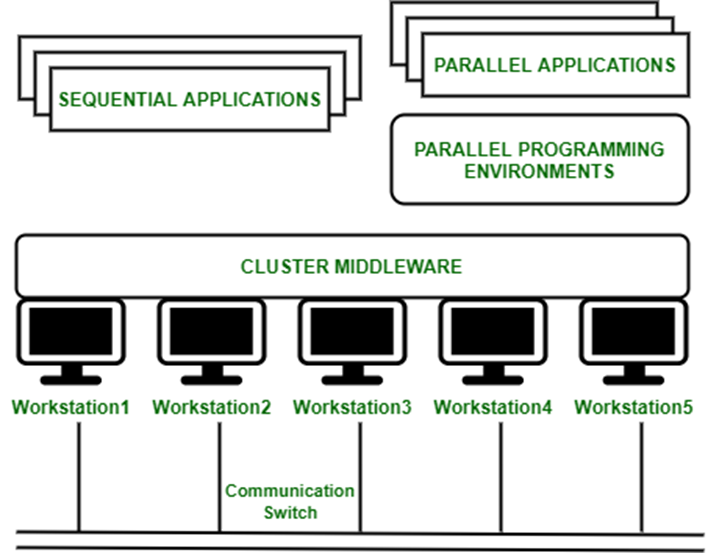 PARALLEL APPLICATIONS
SEQUENTIAL APPLICATIONS
PARALLEL PROGRAMMING
ENVIRONMENTS
CLUSTER MIDDLEWARE
Workstation1
Workstation2
Workstation3
Workstation4
Workstation5
Communication
Switch